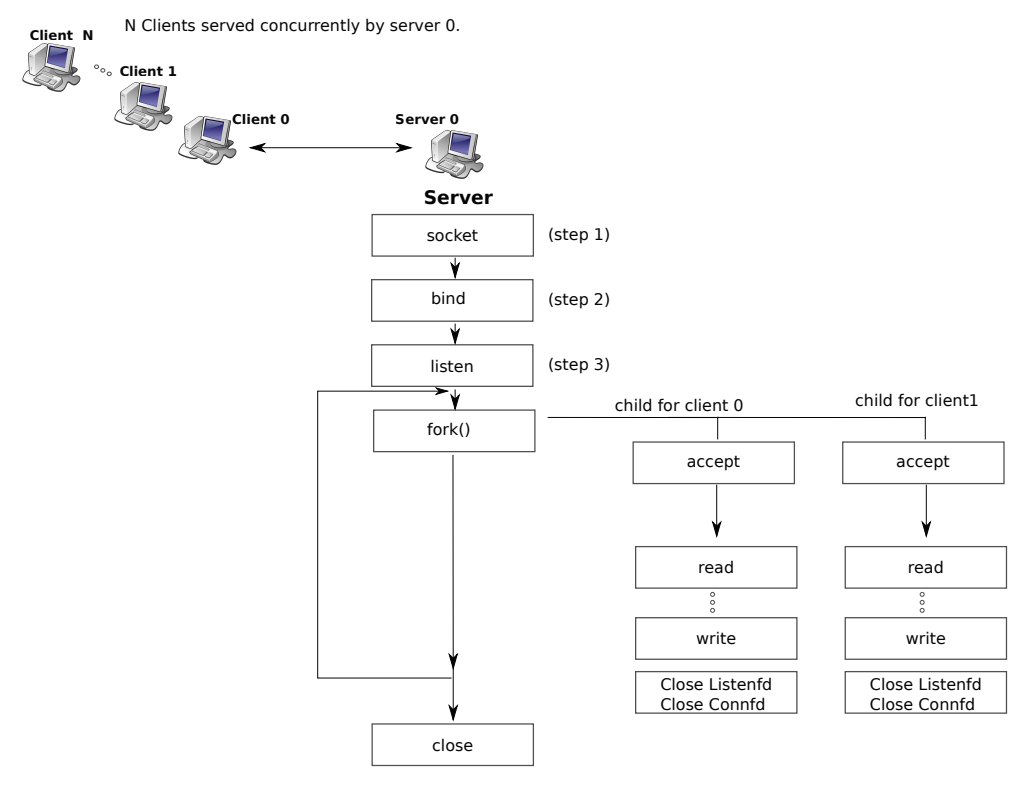 N Clients served concurrently by server 0.
Client N
Client 1
Client 0
Server 0
Server
socket
(step 1)
bind
(step 2)
listen
(step 3)
fork()
child for client 0
child for client1
accept
accept
read
read
write
write
Close Listenfd
Close Connfd
Close Listenfd
Close Connfd
close